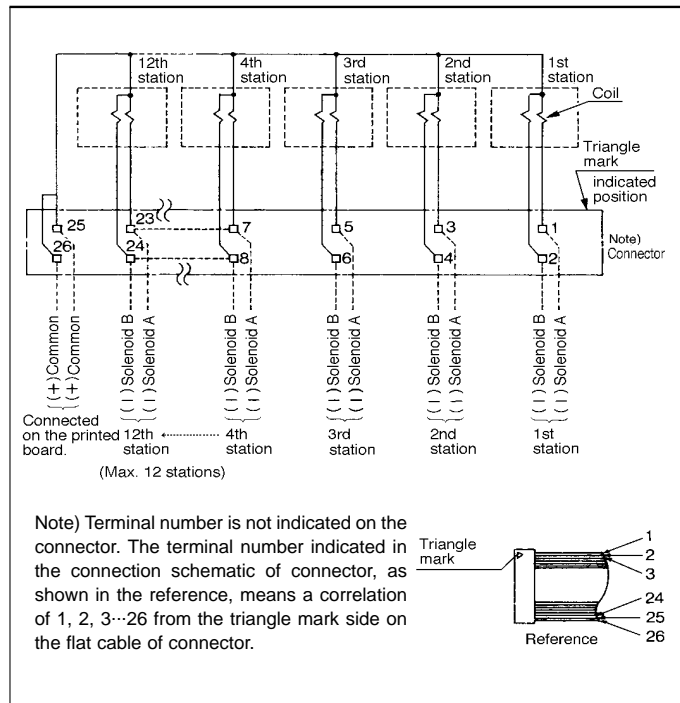 12th station
4th station
3rd station
2nd station
1st station
Coil
Triangle mark
indicated position
25
23
7
5
3
1
26
24
8
6
4
2
Note) Connector
((+)Common
((+)Common
((−)Solenoid B
((−)Solenoid A
((−)Solenoid B
((−)Solenoid A
((−)Solenoid B
((−)Solenoid A
((−)Solenoid B
((−)Solenoid A
((−)Solenoid B
((−)Solenoid A
Connected on the printed board.
12th station
4th station
3rd station
2nd station
1st station
(Max. 12 stations)
Note) Terminal number is not indicated on the
connector. The terminal number indicated in
the connection schematic of connector, as
shown in the reference, means a correlation
of 1, 2, 3···26 from the triangle mark side on
the flat cable of connector.
Triangle mark
1
2
3
24
25
26
Reference